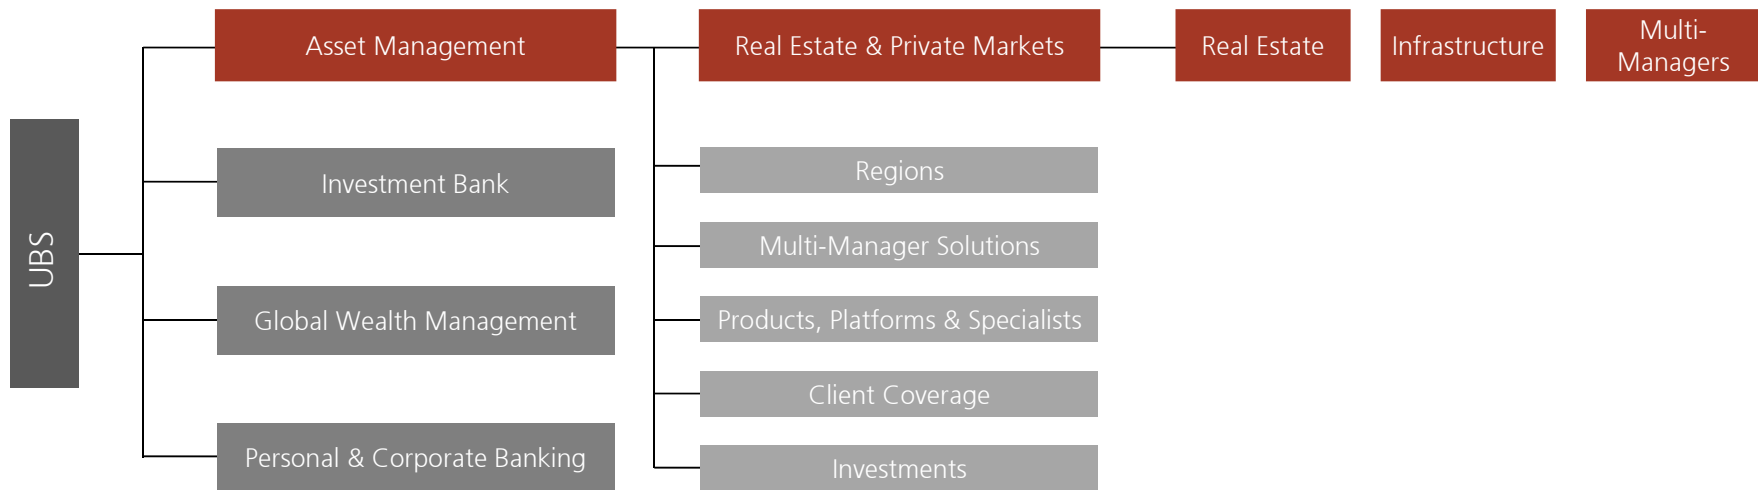 UBS
Asset Management
Investment Bank
Global Wealth Management
Personal & Corporate Banking
Real Estate & Private Markets
Regions
Multi-Manager Solutions
Products, Platforms & Specialists
Client Coverage
Investments
Real Estate
Infrastructure
Multi-
Managers